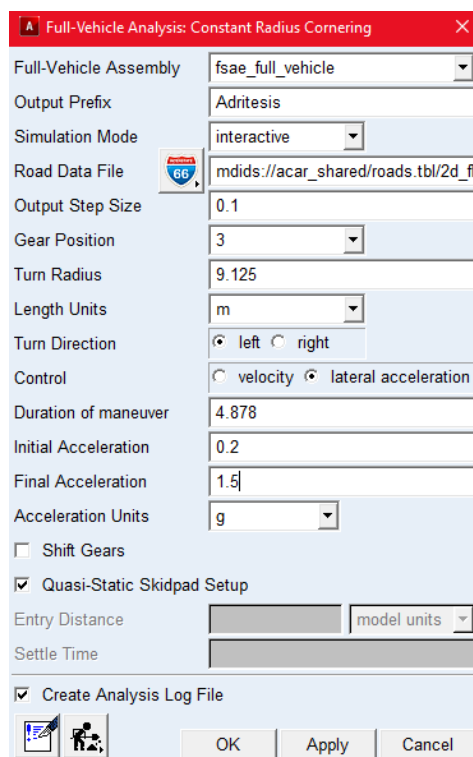 A Full-Vehicle Analysis: Constant Radius Cornering
Full-Vehicle Assembly fsae_full_vehicle
Output Prefix Adritesis
Simulation Mode interactive
Road Data File 66 mdids://acar_shared/roads.tbl/2d_fl
Output Step Size 0.1
Gear Position 3
Turn Radius 9.125
Length Units m
Turn Direction left right
Control velocity lateral acceleration
Duration of maneuver 4.878
Initial Acceleration 0.2
Final Acceleration 1.5
Acceleration Units g
Shift Gears
Quasi-Static Skidpad Setup
Entry Distance model units
Settle Time
Create Analysis Log File
OK Apply Cancel